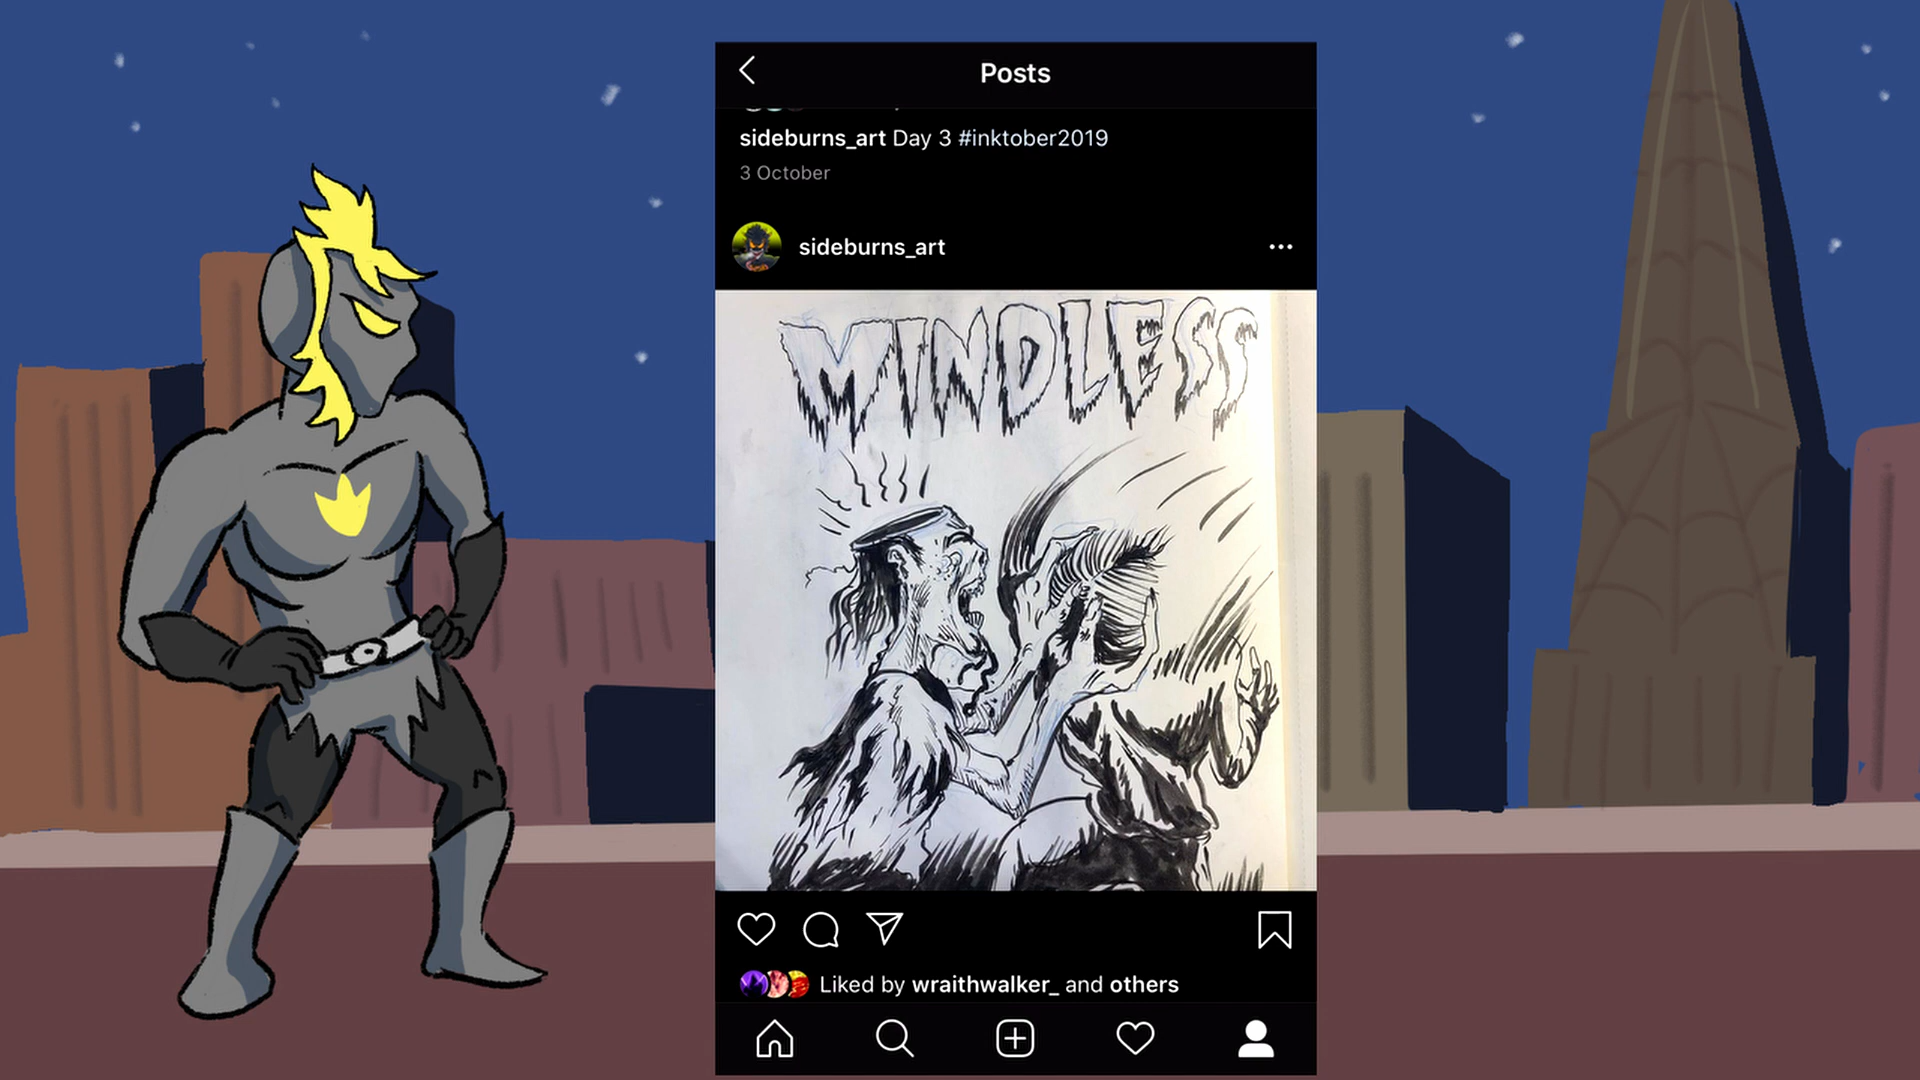 Posts
sideburns_art Day 3 #inktober2019
3 October
sideburns_art
MINDLESS
Liked by wraithwalker_ and others